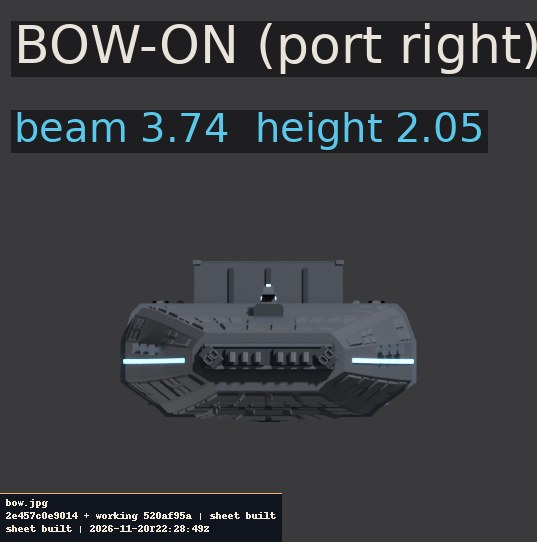 BOW-ON (port right)
beam 3.74  height 2.05
bow.jpg
2e457c0e9014 + working 520af95a | sheet built
sheet built | 2026-11-20T22:28:49Z